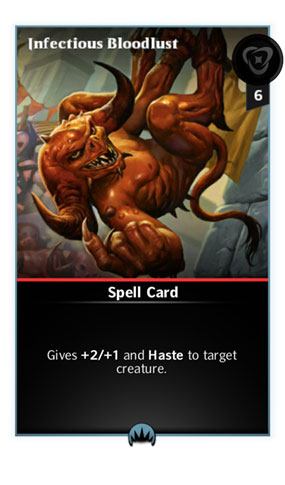 Infectious Bloodlust
6
Spell Card
Gives +2/+1 and Haste to target
creature.